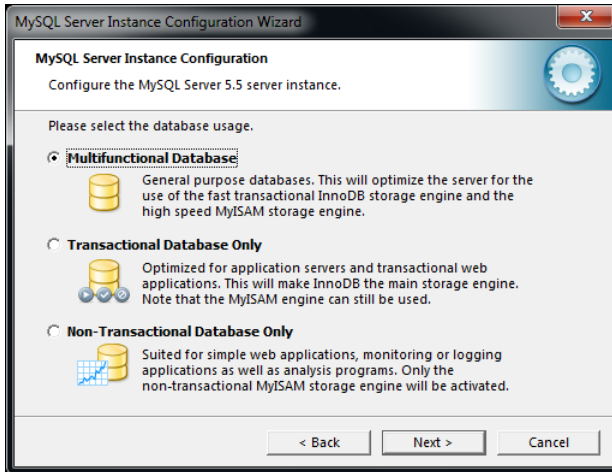 MySQL Server Instance Configuration Wizard
MySQL Server Instance Configuration
Configure the MySQL Server 5.5 server instance.
Please select the database usage.
Multifunctional Database
General purpose databases. This will optimize the server for the
use of the fast transactional InnoDB storage engine and the
high speed MyISAM storage engine.
Transactional Database Only
Optimized for application servers and transactional web
applications. This will make InnoDB the main storage engine.
Note that the MyISAM engine can still be used.
Non-Transactional Database Only
Suited for simple web applications, monitoring or logging
applications as well as analysis programs. Only the
non-transactional MyISAM storage engine will be activated.
< Back Next > Cancel